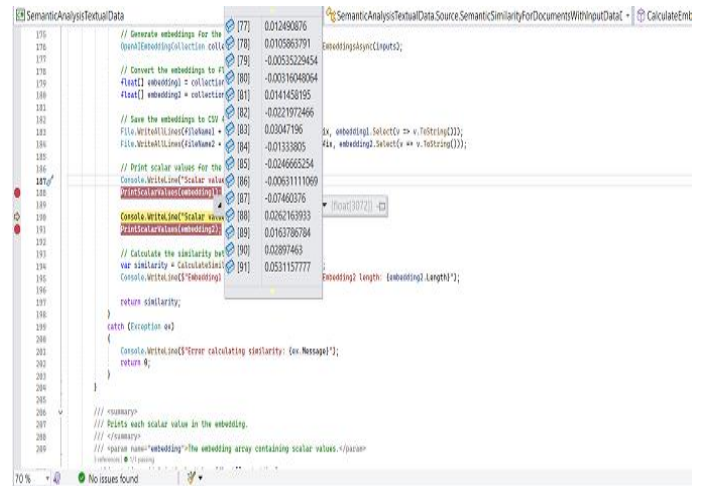 SemanticAnalysisTextualData
SemanticAnalysisTextualData.Source.SemanticSimilarityForDocumentsWithInputDataD
CalculateEmb
175 // Generate embeddings for the
176 OpenAIEmbeddingCollection colle EmbeddingsAsync(inputs);
177
178 // Convert the embeddings to fl
179 float[] embedding1 = collection
180 float[] embedding2 = collection
181
182 // Save the embeddings to CSV
183 File.WriteAllLines(fileName1 + ix, embedding1.Select(v => v.ToString()));
184 File.WriteAllLines(fileName2 + fix, embedding2.Select(v => v.ToString()));
185
186 // Print scalar values for the
187 Console.WriteLine("Scalar value
188 PrintScalarValues(embedding1);
189 (float[3072])
190 Console.WriteLine("Scalar value
191 PrintScalarValues(embedding2);
192
193 // Calculate the similarity bet
194 var similarity = CalculateSimil ;
195 Console.WriteLine($"Embedding1 Embedding2 length: {embedding2.Length}");
196
197 return similarity;
198 }
199 catch (Exception ex)
200 {
201 Console.WriteLine($"Error calculating similarity: {ex.Message}");
202 return 0;
203 }
204 }
205
206 /// <summary>
207 /// Prints each scalar value in the embedding.
208 /// </summary>
209 /// <param name="embedding">The embedding array containing scalar values.</param>
[77] 0.012490876
[78] 0.0105863791
[79] -0.00535229454
[80] -0.00316048064
[81] 0.0141458195
[82] -0.0221972466
[83] 0.03047196
[84] -0.01333805
[85] -0.0246665254
[86] -0.00631111069
[87] -0.07460376
[88] 0.0262163933
[89] 0.0163786784
[90] 0.02897463
[91] 0.0531157777
70 %
No issues found